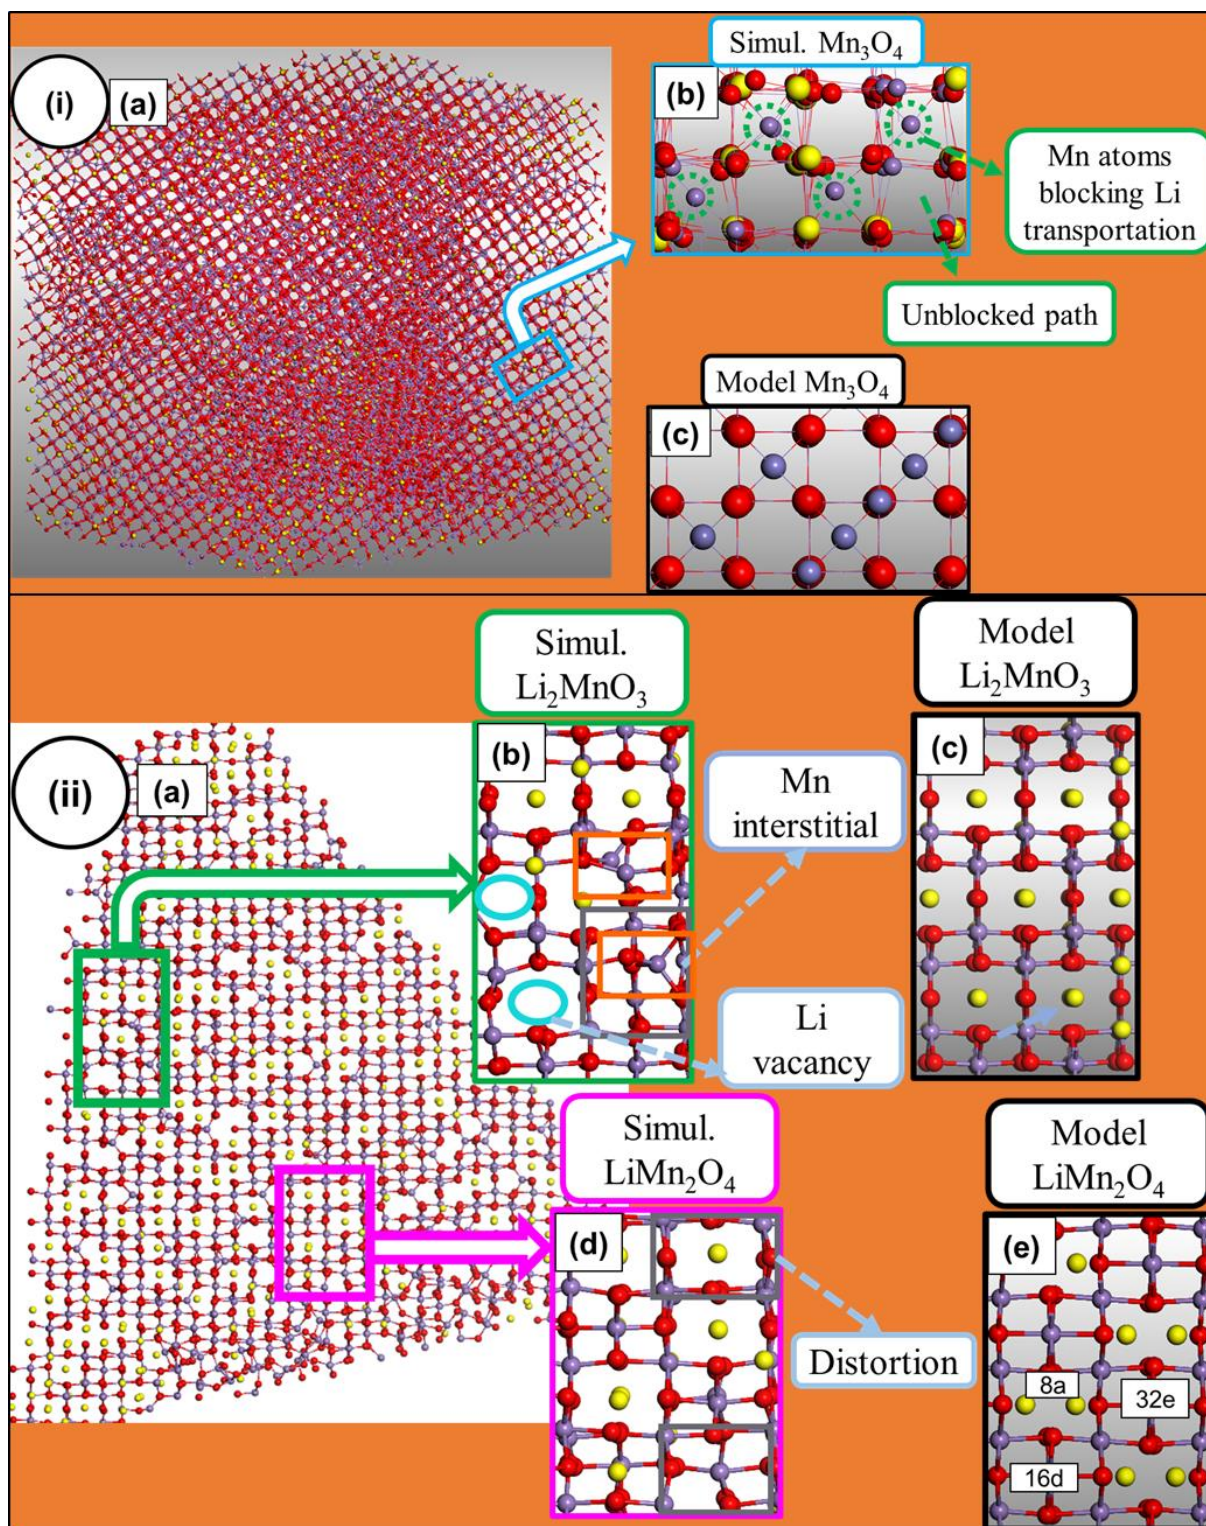 (i)
(a)
Simul. Mn₃O₄
(b)
Mn atoms
blocking Li
transportation
Unblocked path
Model Mn₃O₄
(c)
(ii)
(a)
Simul.
Li₂MnO₃
(b)
Mn
interstitial
Li
vacancy
Model
Li₂MnO₃
(c)
Simul.
LiMn₂O₄
(d)
Distortion
Model
LiMn₂O₄
(e)
8a
32e
16d